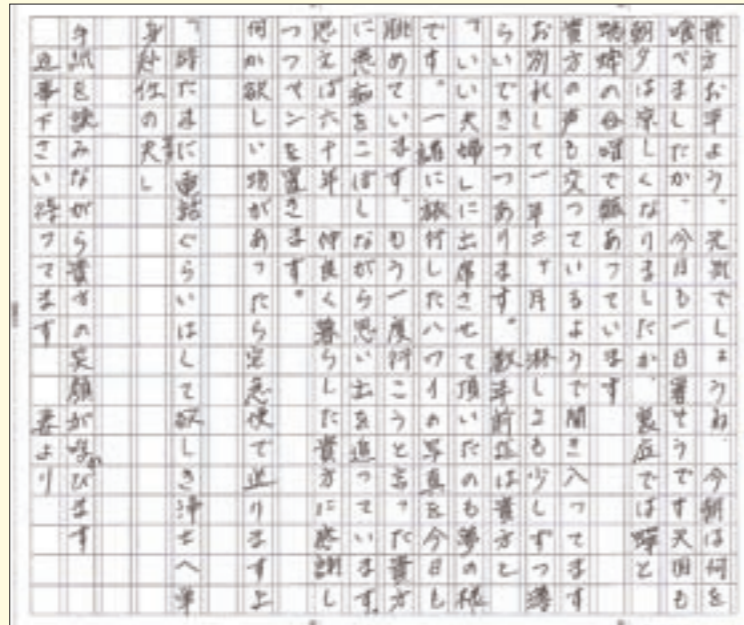 貴方お早よう。元気でしょうね。今朝は何を
喰べましたか。今日も一日暑そうです天国も
朝夕は涼しくなりましたか、裏庭では蟬と
の合唱で賑あっています
貴方の声も交っているようで聞き入ってます
お別れして一年二ヶ月 淋しさも少しずつ薄
らいできつつあります。数年前迄は貴方と
「いい夫婦」に出席させて頂いたのも夢の様
です。一緒に旅行したハワイの写真を今日も
眺めています。もう一度行こうと言った貴方
に愚痴をこぼしながら思い出を追っています。
思えば六十年 仲良く暮らした貴方に感謝し
つつペンを置きます。
何か欲しい物があったら宅急便で送りますよ
「時たまに電話ぐらいはして欲しき浄土へ単
身赴任の夫」
今訊を詠みながら貴方の笑顔が浮かびます
返事下さい待ってます 妻より